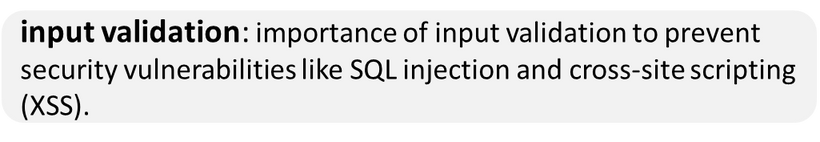 input validation: importance of input validation to prevent
security vulnerabilities like SQL injection and cross-site scripting
(XSS).